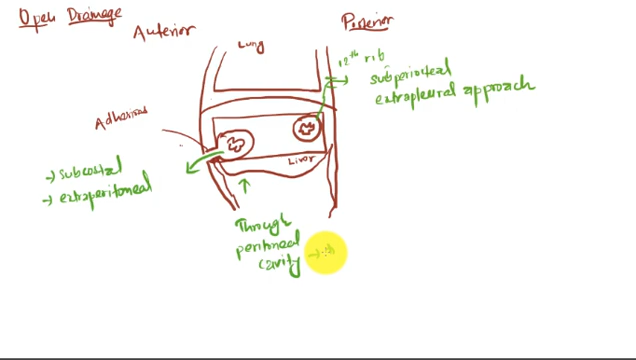 Open Drainage
Anterior
Posterior
Lung
12th rib
→ subperiosteal
extrapleural approach
Adhesions
Liver
→ subcostal
→ extraperitoneal
Through
peritoneal
cavity →